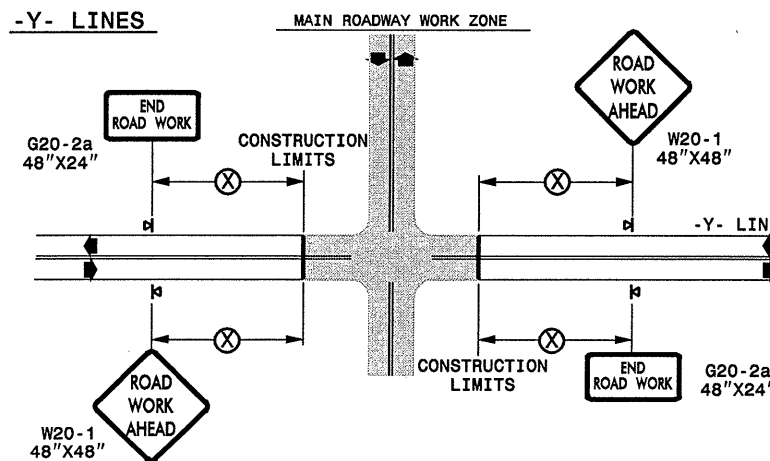 -Y- LINES
MAIN ROADWAY WORK ZONE
END
ROAD WORK
G20-2a
48"X24"
CONSTRUCTION
LIMITS
X
ROAD
WORK
AHEAD
W20-1
48"X48"
X
-Y- LIN
X
ROAD
WORK
AHEAD
W20-1
48"X48"
X
CONSTRUCTION
LIMITS
END
ROAD WORK
G20-2a
48"X24"